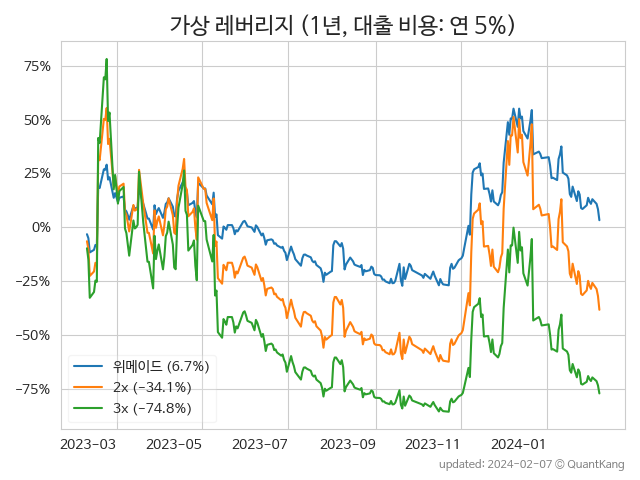 가상 레버리지 (1년, 대출 비용: 연 5%)
75%
50%
25%
0%
−25%
−50%
−75%
위메이드 (6.7%)
2x (−34.1%)
3x (−74.8%)
2023-03 2023-05 2023-07 2023-09 2023-11 2024-01
updated: 2024-02-07 © QuantKang